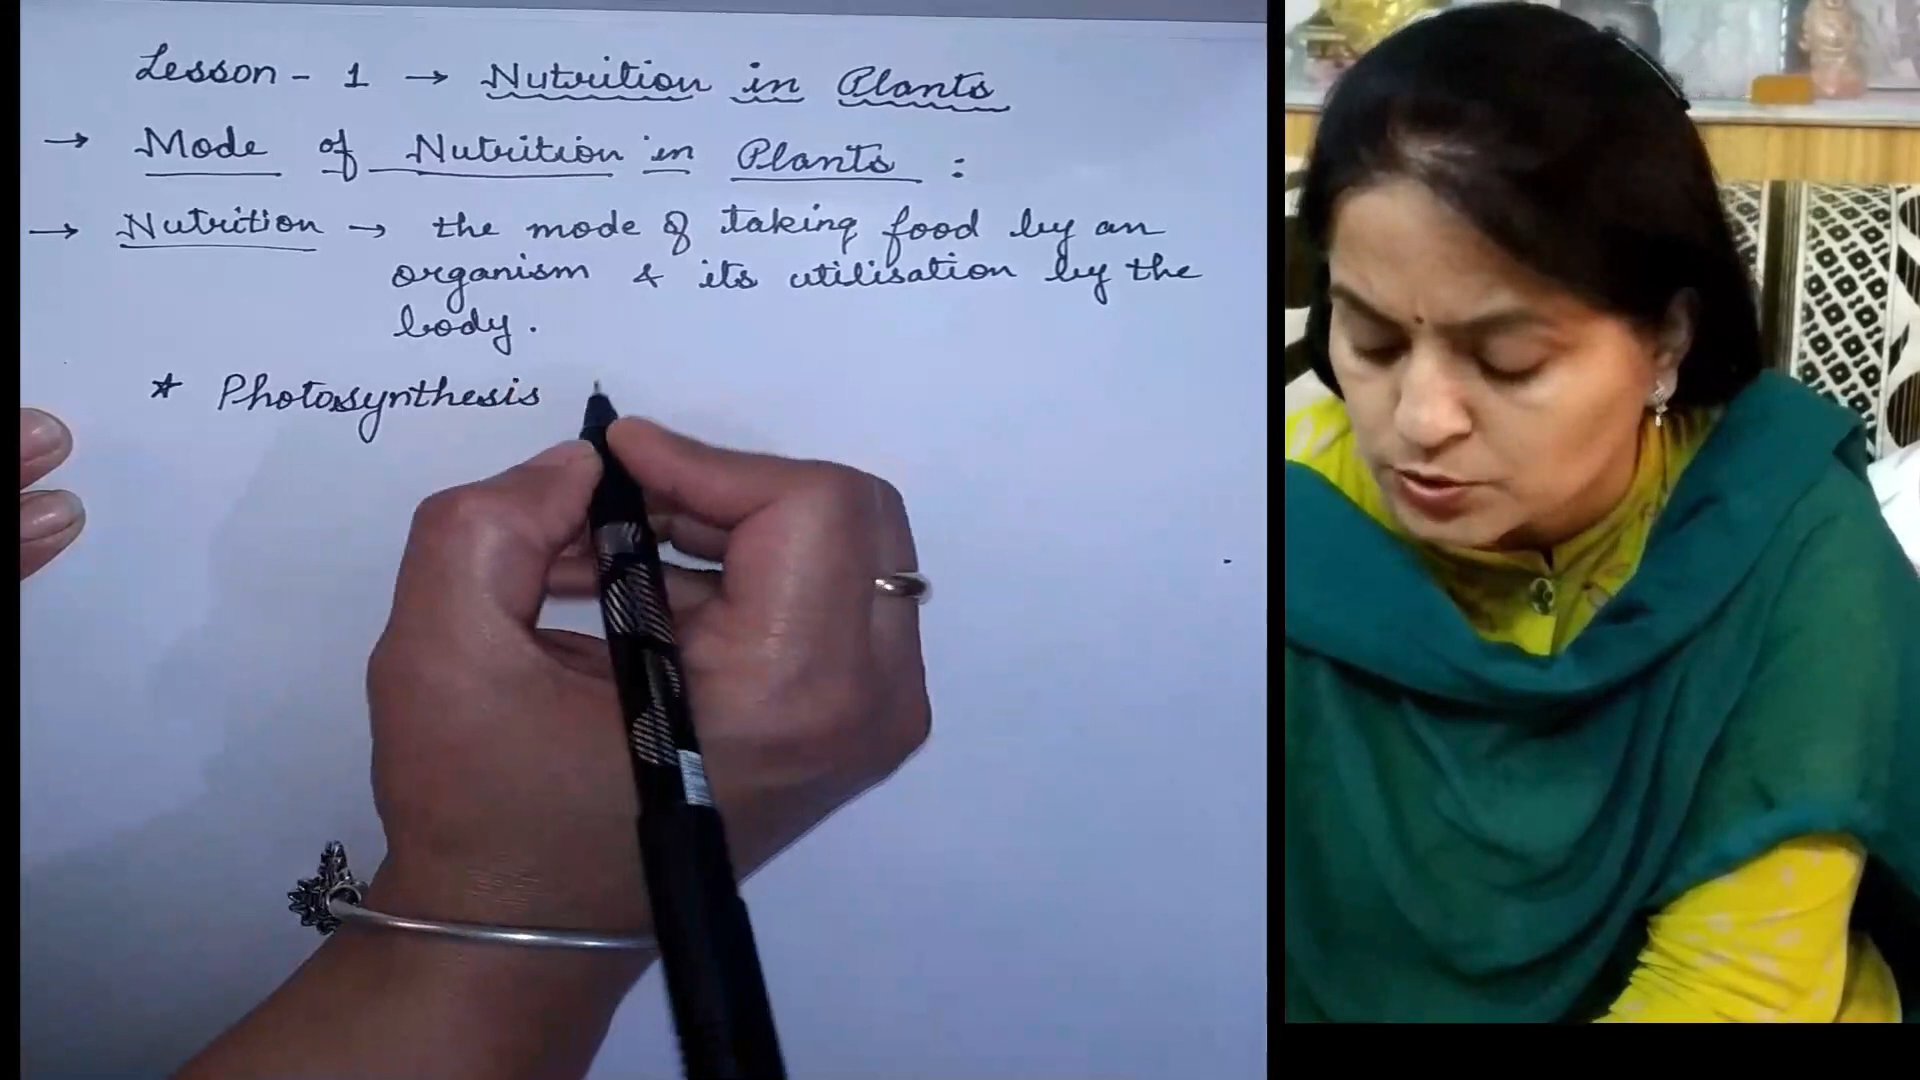 Lesson - 1 → Nutrition in Plants
→ Mode of Nutrition in Plants :
→ Nutrition → the mode of taking food by an
organism & its utilisation by the
body.
* Photosynthesis